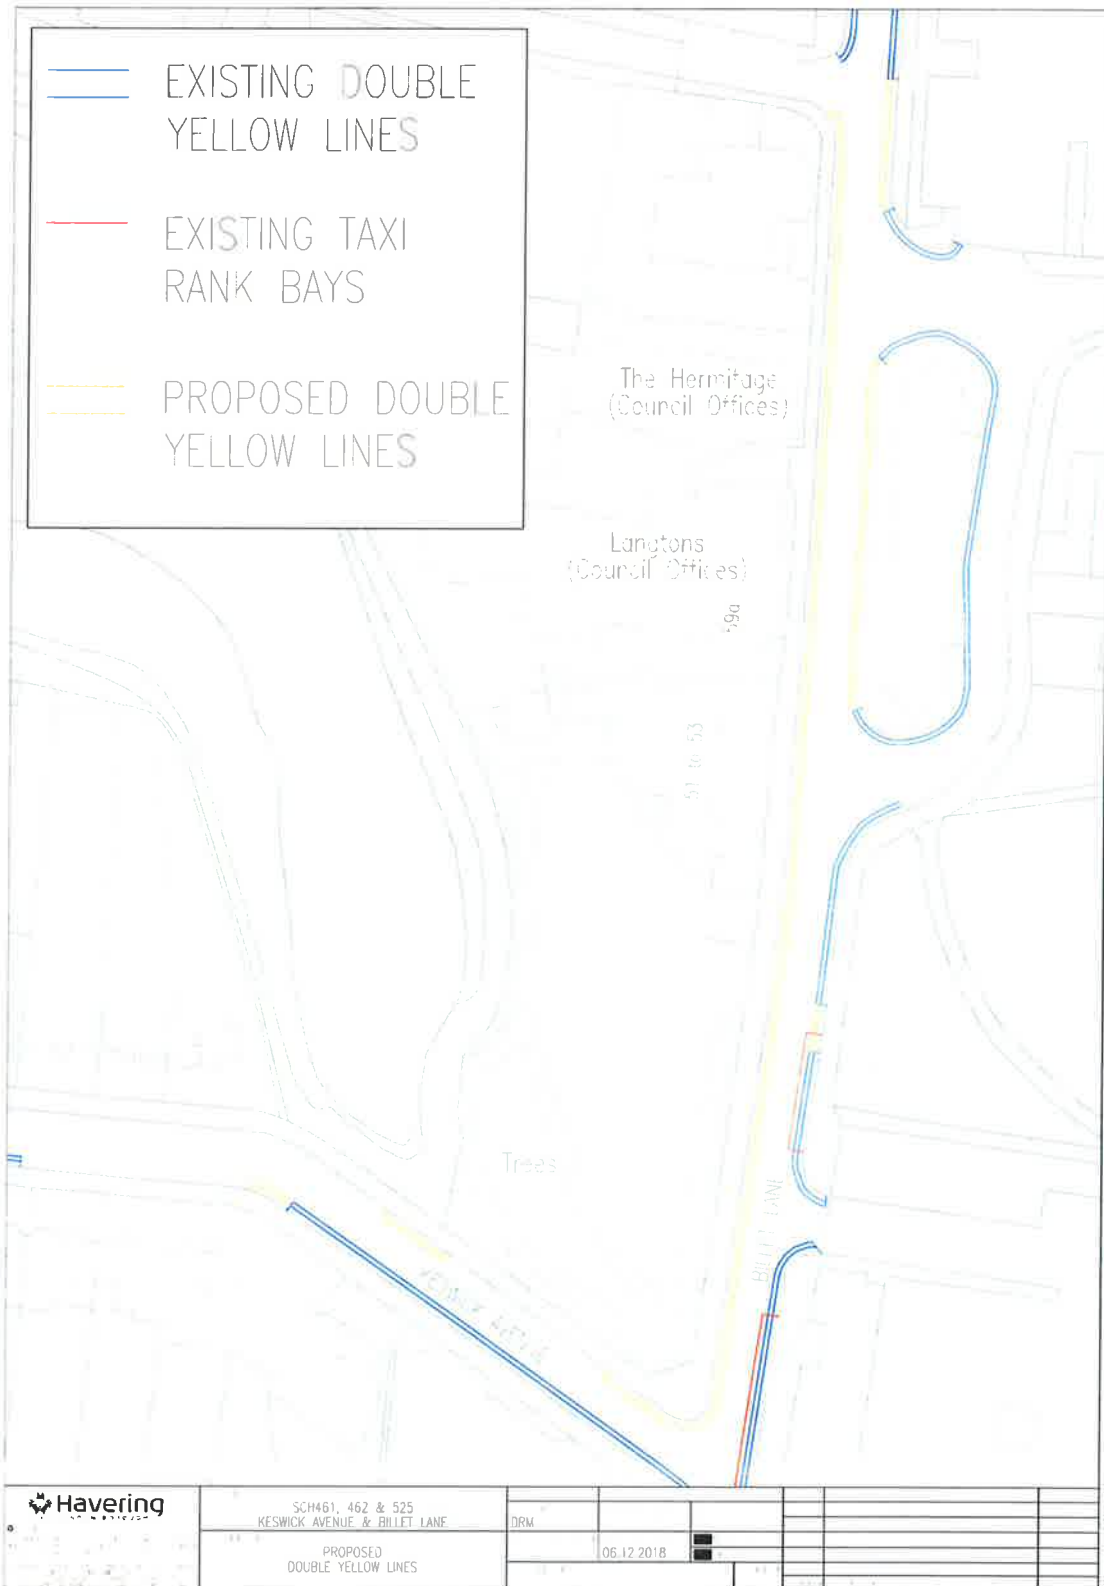 EXISTING DOUBLE
YELLOW LINES
EXISTING TAXI
RANK BAYS
PROPOSED DOUBLE
YELLOW LINES
The Hermitage
(Council Offices)
Langtons
(Council Offices)
59a
51 to 53
Trees
BILLET LANE
KESWICK AVENUE
Havering
SCH461, 462 & 525
KESWICK AVENUE & BILLET LANE
PROPOSED
DOUBLE YELLOW LINES
DRM
06.12.2018